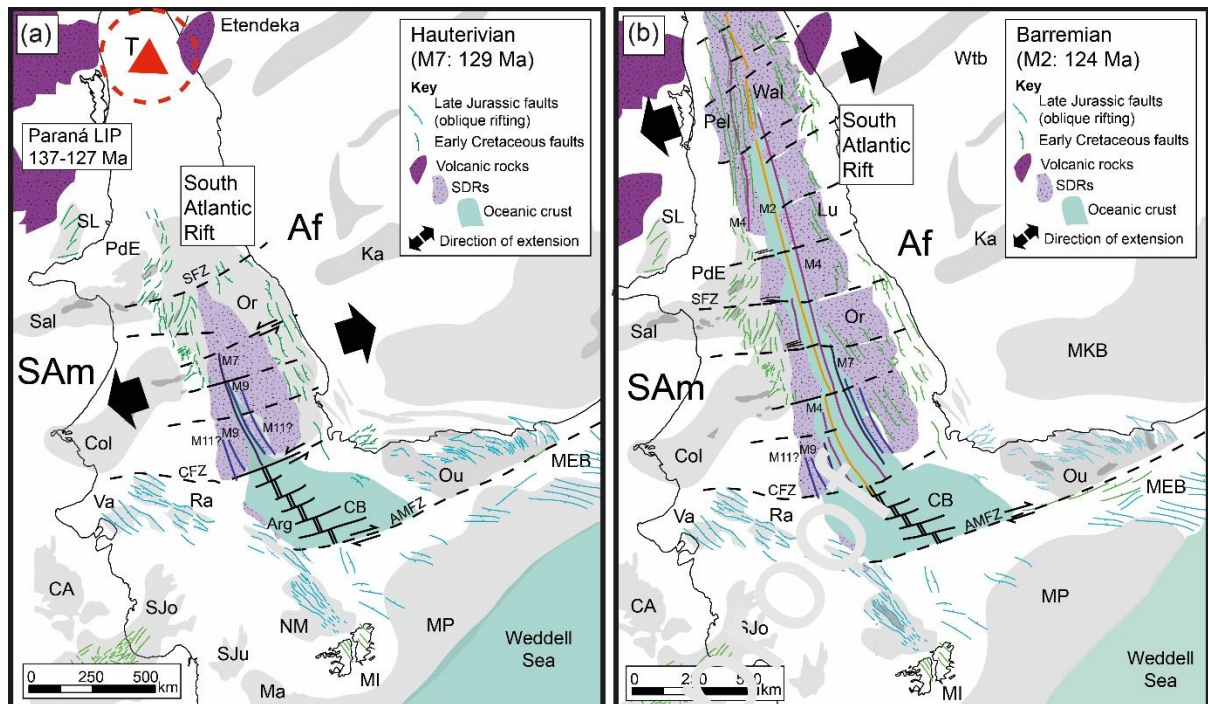 (a)
T
Etendeka
Hauterivian
(M7: 129 Ma)
Key
Late Jurassic faults
(oblique rifting)
Early Cretaceous faults
Volcanic rocks
SDRs
Oceanic crust
Direction of extension
Paraná LIP
137-127 Ma
South
Atlantic
Rift
SL
PdE
Af
Ka
SFZ
Or
Sal
SAm
M7
M9
M11?
M9
M11?
Col
CFZ
Va
Ra
Arg
CB
AMFZ
Ou
MEB
CA
SJo
NM
MP
SJu
Ma
MI
Weddell
Sea
0 250 500
km
(b)
Barremian
(M2: 124 Ma)
Key
Late Jurassic faults
(oblique rifting)
Early Cretaceous faults
Volcanic rocks
SDRs
Oceanic crust
Direction of extension
Wtb
Wal
Pel
South
Atlantic
Rift
SL
M4
M2
Lu
Af
Ka
PdE
M4
SFZ
Or
Sal
SAm
M7
MKB
M4
Col
M9
M11?
CFZ
Va
Ra
CB
AMFZ
Ou
MEB
CA
SJo
MP
MI
Weddell
Sea
0 250 500
km